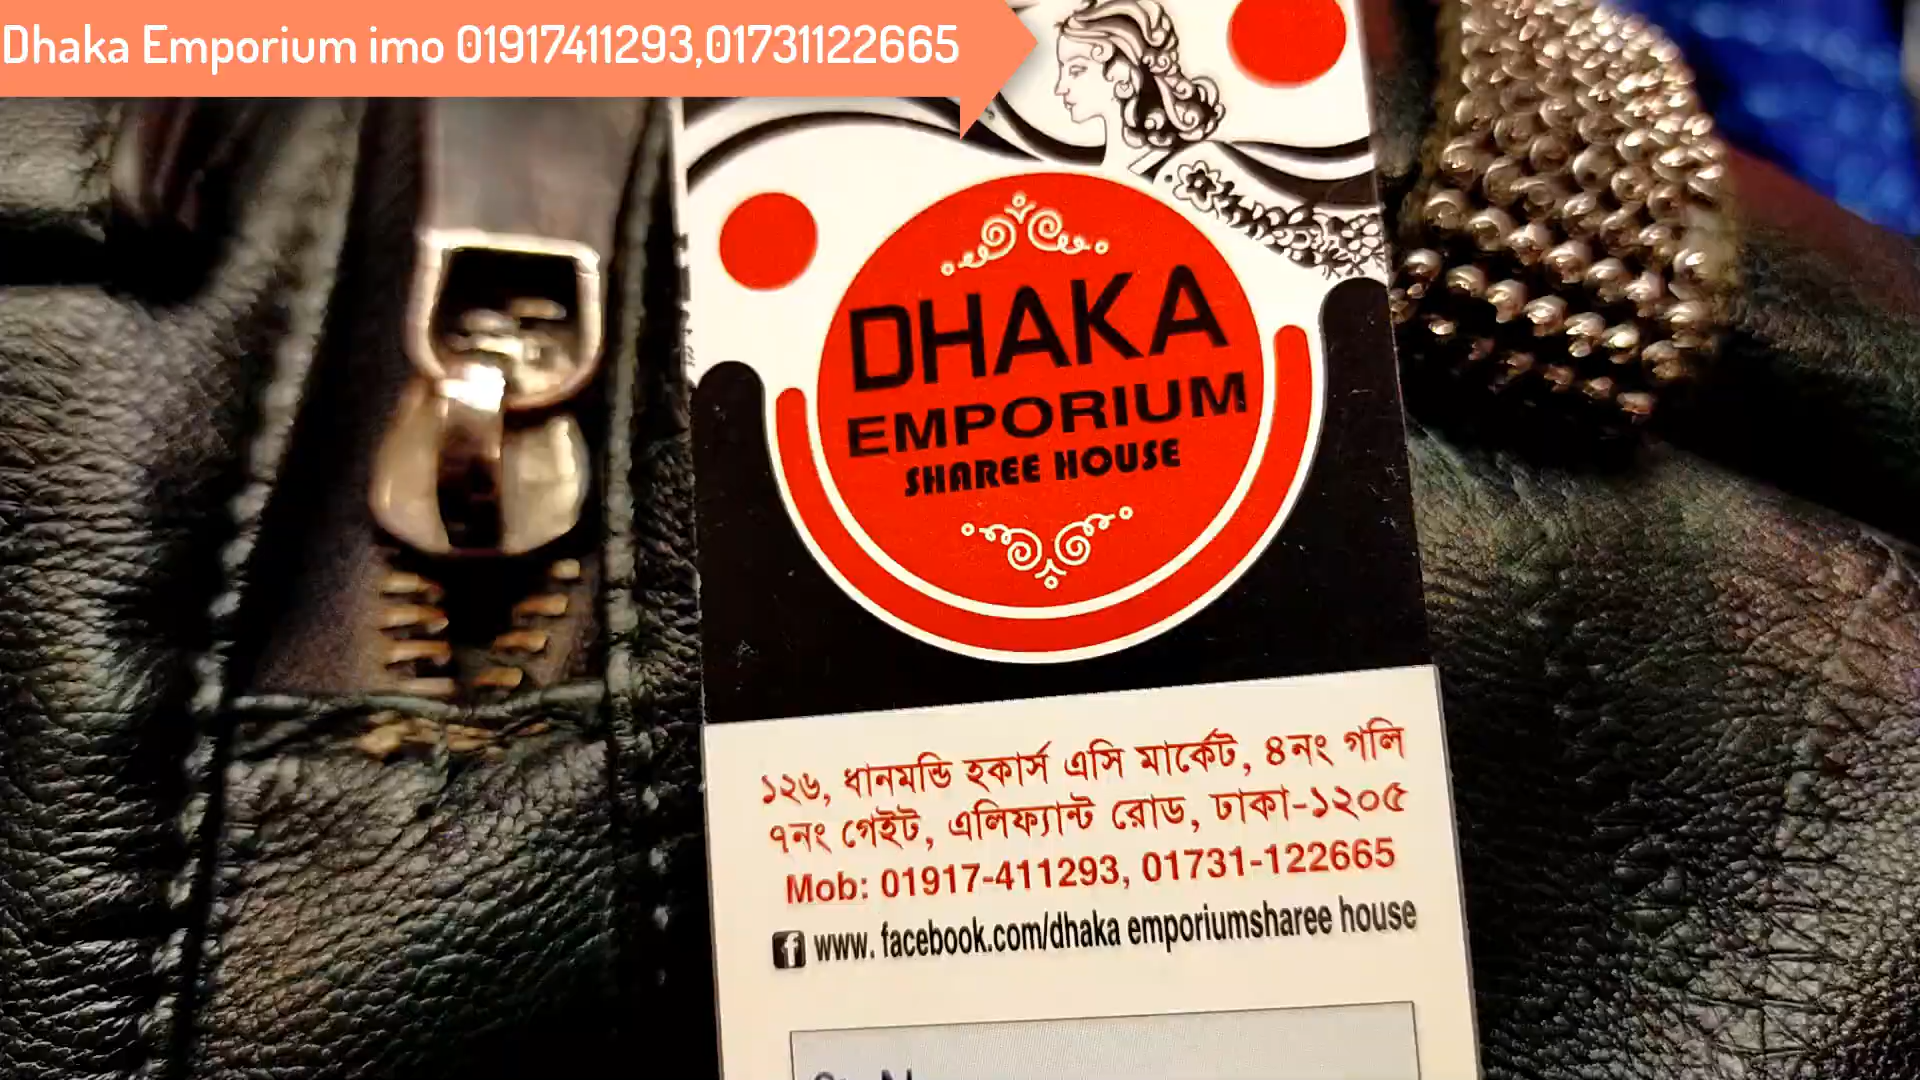 Dhaka Emporium imo 01917411293,01731122665
DHAKA
EMPORIUM
SHAREE HOUSE
১২৬, ধানমন্ডি হকার্স এসি মার্কেট, ৪নং গলি
৭নং গেইট, এলিফ্যান্ট রোড, ঢাকা-১২০৫
Mob: 01917-411293, 01731-122665
www. facebook.com/dhaka emporiumsharee house